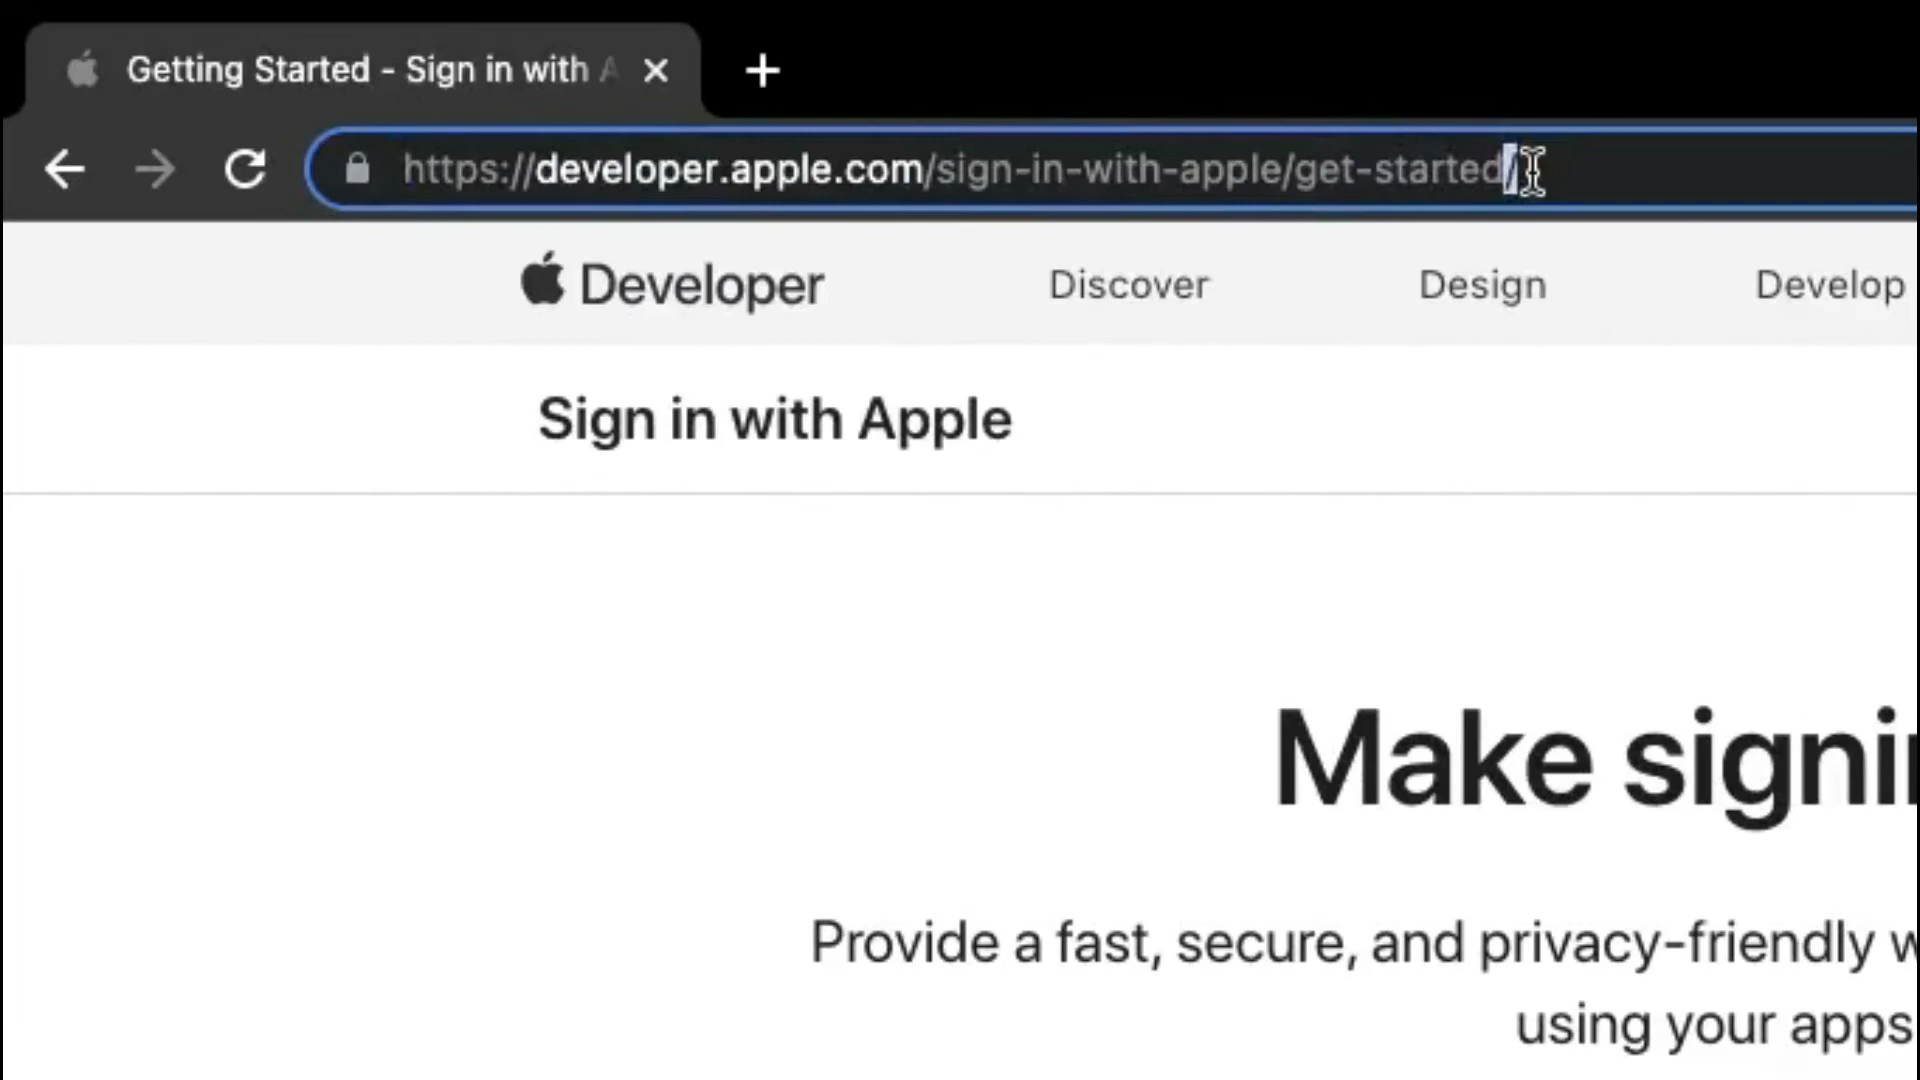 Getting Started - Sign in with A
https://developer.apple.com/sign-in-with-apple/get-started/
Developer Discover Design Develop
Sign in with Apple
Make signi
Provide a fast, secure, and privacy-friendly w
using your apps